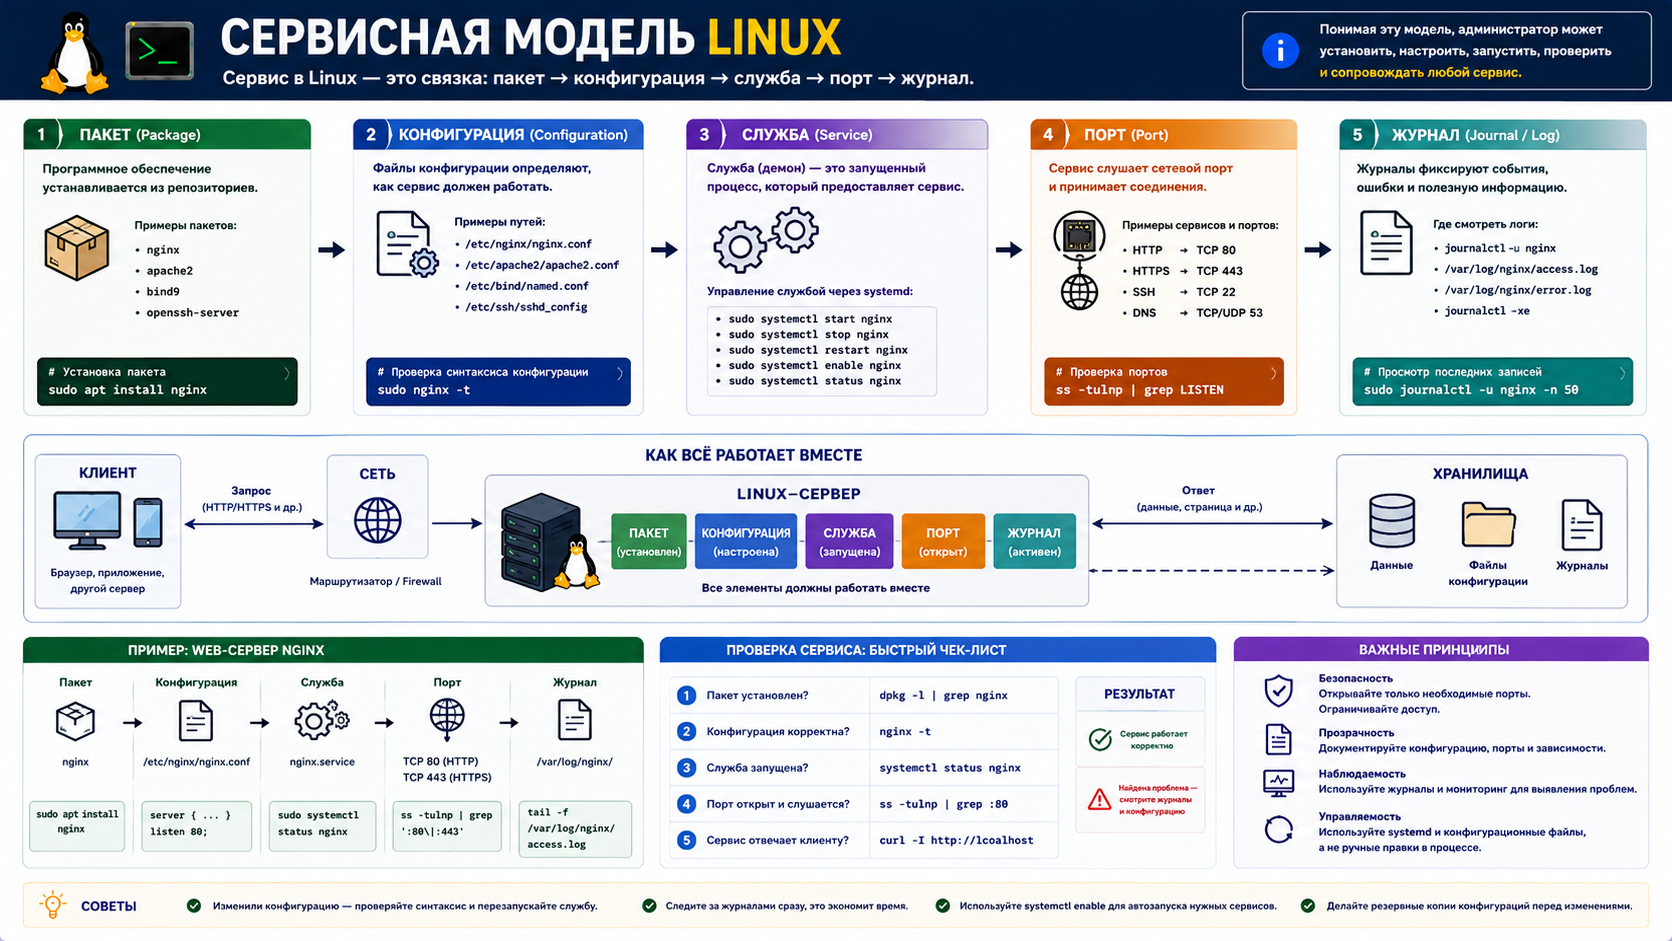 >_
СЕРВИСНАЯ МОДЕЛЬ LINUX
Сервис в Linux — это связка: пакет → конфигурация → служба → порт → журнал.
i
Понимая эту модель, администратор может
установить, настроить, запустить, проверить
и сопровождать любой сервис.
1 ПАКЕТ (Package)
Программное обеспечение
устанавливается из репозиториев.
Примеры пакетов:
• nginx
• apache2
• bind9
• openssh-server
# Установка пакета
sudo apt install nginx
2 КОНФИГУРАЦИЯ (Configuration)
Файлы конфигурации определяют,
как сервис должен работать.
Примеры путей:
• /etc/nginx/nginx.conf
• /etc/apache2/apache2.conf
• /etc/bind/named.conf
• /etc/ssh/sshd_config
# Проверка синтаксиса конфигурации
sudo nginx -t
3 СЛУЖБА (Service)
Служба (демон) — это запущенный
процесс, который предоставляет сервис.
Управление службой через systemd:
• sudo systemctl start nginx
• sudo systemctl stop nginx
• sudo systemctl restart nginx
• sudo systemctl enable nginx
• sudo systemctl status nginx
4 ПОРТ (Port)
Сервис слушает сетевой порт
и принимает соединения.
Примеры сервисов и портов:
• HTTP → TCP 80
• HTTPS → TCP 443
• SSH → TCP 22
• DNS → TCP/UDP 53
# Проверка портов
ss -tulnp | grep LISTEN
5 ЖУРНАЛ (Journal / Log)
Журналы фиксируют события,
ошибки и полезную информацию.
Где смотреть логи:
• journalctl -u nginx
• /var/log/nginx/access.log
• /var/log/nginx/error.log
• journalctl -xe
# Просмотр последних записей
sudo journalctl -u nginx -n 50
КАК ВСЁ РАБОТАЕТ ВМЕСТЕ
КЛИЕНТ
Браузер, приложение,
другой сервер
Запрос
(HTTP/HTTPS и др.)
СЕТЬ
Маршрутизатор / Firewall
LINUX–СЕРВЕР
ПАКЕТ
(установлен)
КОНФИГУРАЦИЯ
(настроена)
СЛУЖБА
(запущена)
ПОРТ
(открыт)
ЖУРНАЛ
(активен)
Все элементы должны работать вместе
Ответ
(данные, страница и др.)
ХРАНИЛИЩА
Данные
Файлы
конфигурации
Журналы
ПРИМЕР: WEB-СЕРВЕР NGINX
Пакет
nginx
sudo apt install
nginx
Конфигурация
/etc/nginx/nginx.conf
server { ... }
listen 80;
Служба
nginx.service
sudo systemctl
status nginx
Порт
TCP 80 (HTTP)
TCP 443 (HTTPS)
ss -tulnp | grep
':80\|:443'
Журнал
/var/log/nginx/
tail -f
/var/log/nginx/
access.log
ПРОВЕРКА СЕРВИСА: БЫСТРЫЙ ЧЕК-ЛИСТ
1 Пакет установлен? dpkg -l | grep nginx
2 Конфигурация корректна? nginx -t
3 Служба запущена? systemctl status nginx
4 Порт открыт и слушается? ss -tulnp | grep :80
5 Сервис отвечает клиенту? curl -I http://lcoalhost
РЕЗУЛЬТАТ
Сервис работает
корректно
Найдена проблема —
смотрите журналы
и конфигурацию
ВАЖНЫЕ ПРИНЦИИПЫ
Безопасность
Открывайте только необходимые порты.
Ограничивайте доступ.
Прозрачность
Документируйте конфигурацию, порты и зависимости.
Наблюдаемость
Используйте журналы и мониторинг для выявления проблем.
Управляемость
Используйте systemd и конфигурационные файлы,
а не ручные правки в процессе.
СОВЕТЫ
Изменили конфигурацию — проверяйте синтаксис и перезапускайте службу.
Следите за журналами сразу, это экономит время.
Используйте systemctl enable для автозапуска нужных сервисов.
Делайте резервные копии конфигураций перед изменениями.